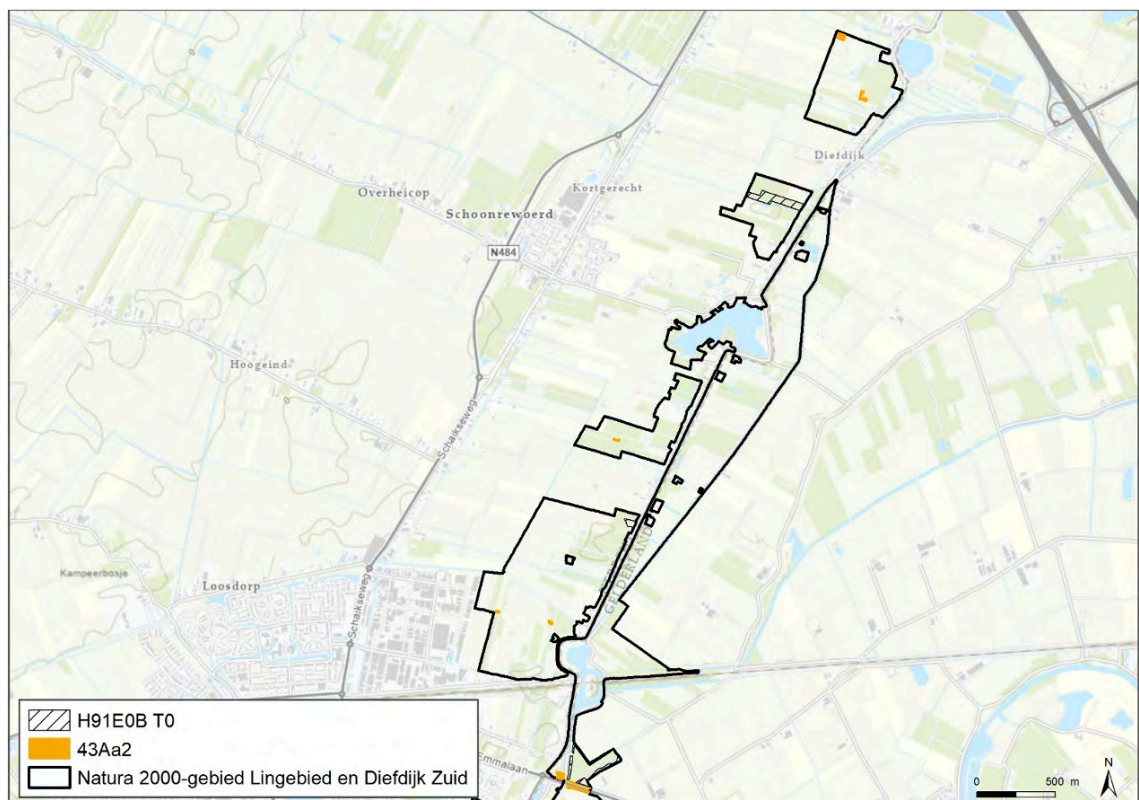 Diefdijk
Overheicop
Kortgerecht
Schoonrewoerd
N484
Hoogeind
Schaikseweg
GELDERLAND
Kampeerbosje
Loosdorp
Schaikseweg
Emmalaan
H91E0B T0
43Aa2
Natura 2000-gebied Lingebied en Diefdijk Zuid
0 500 m
N